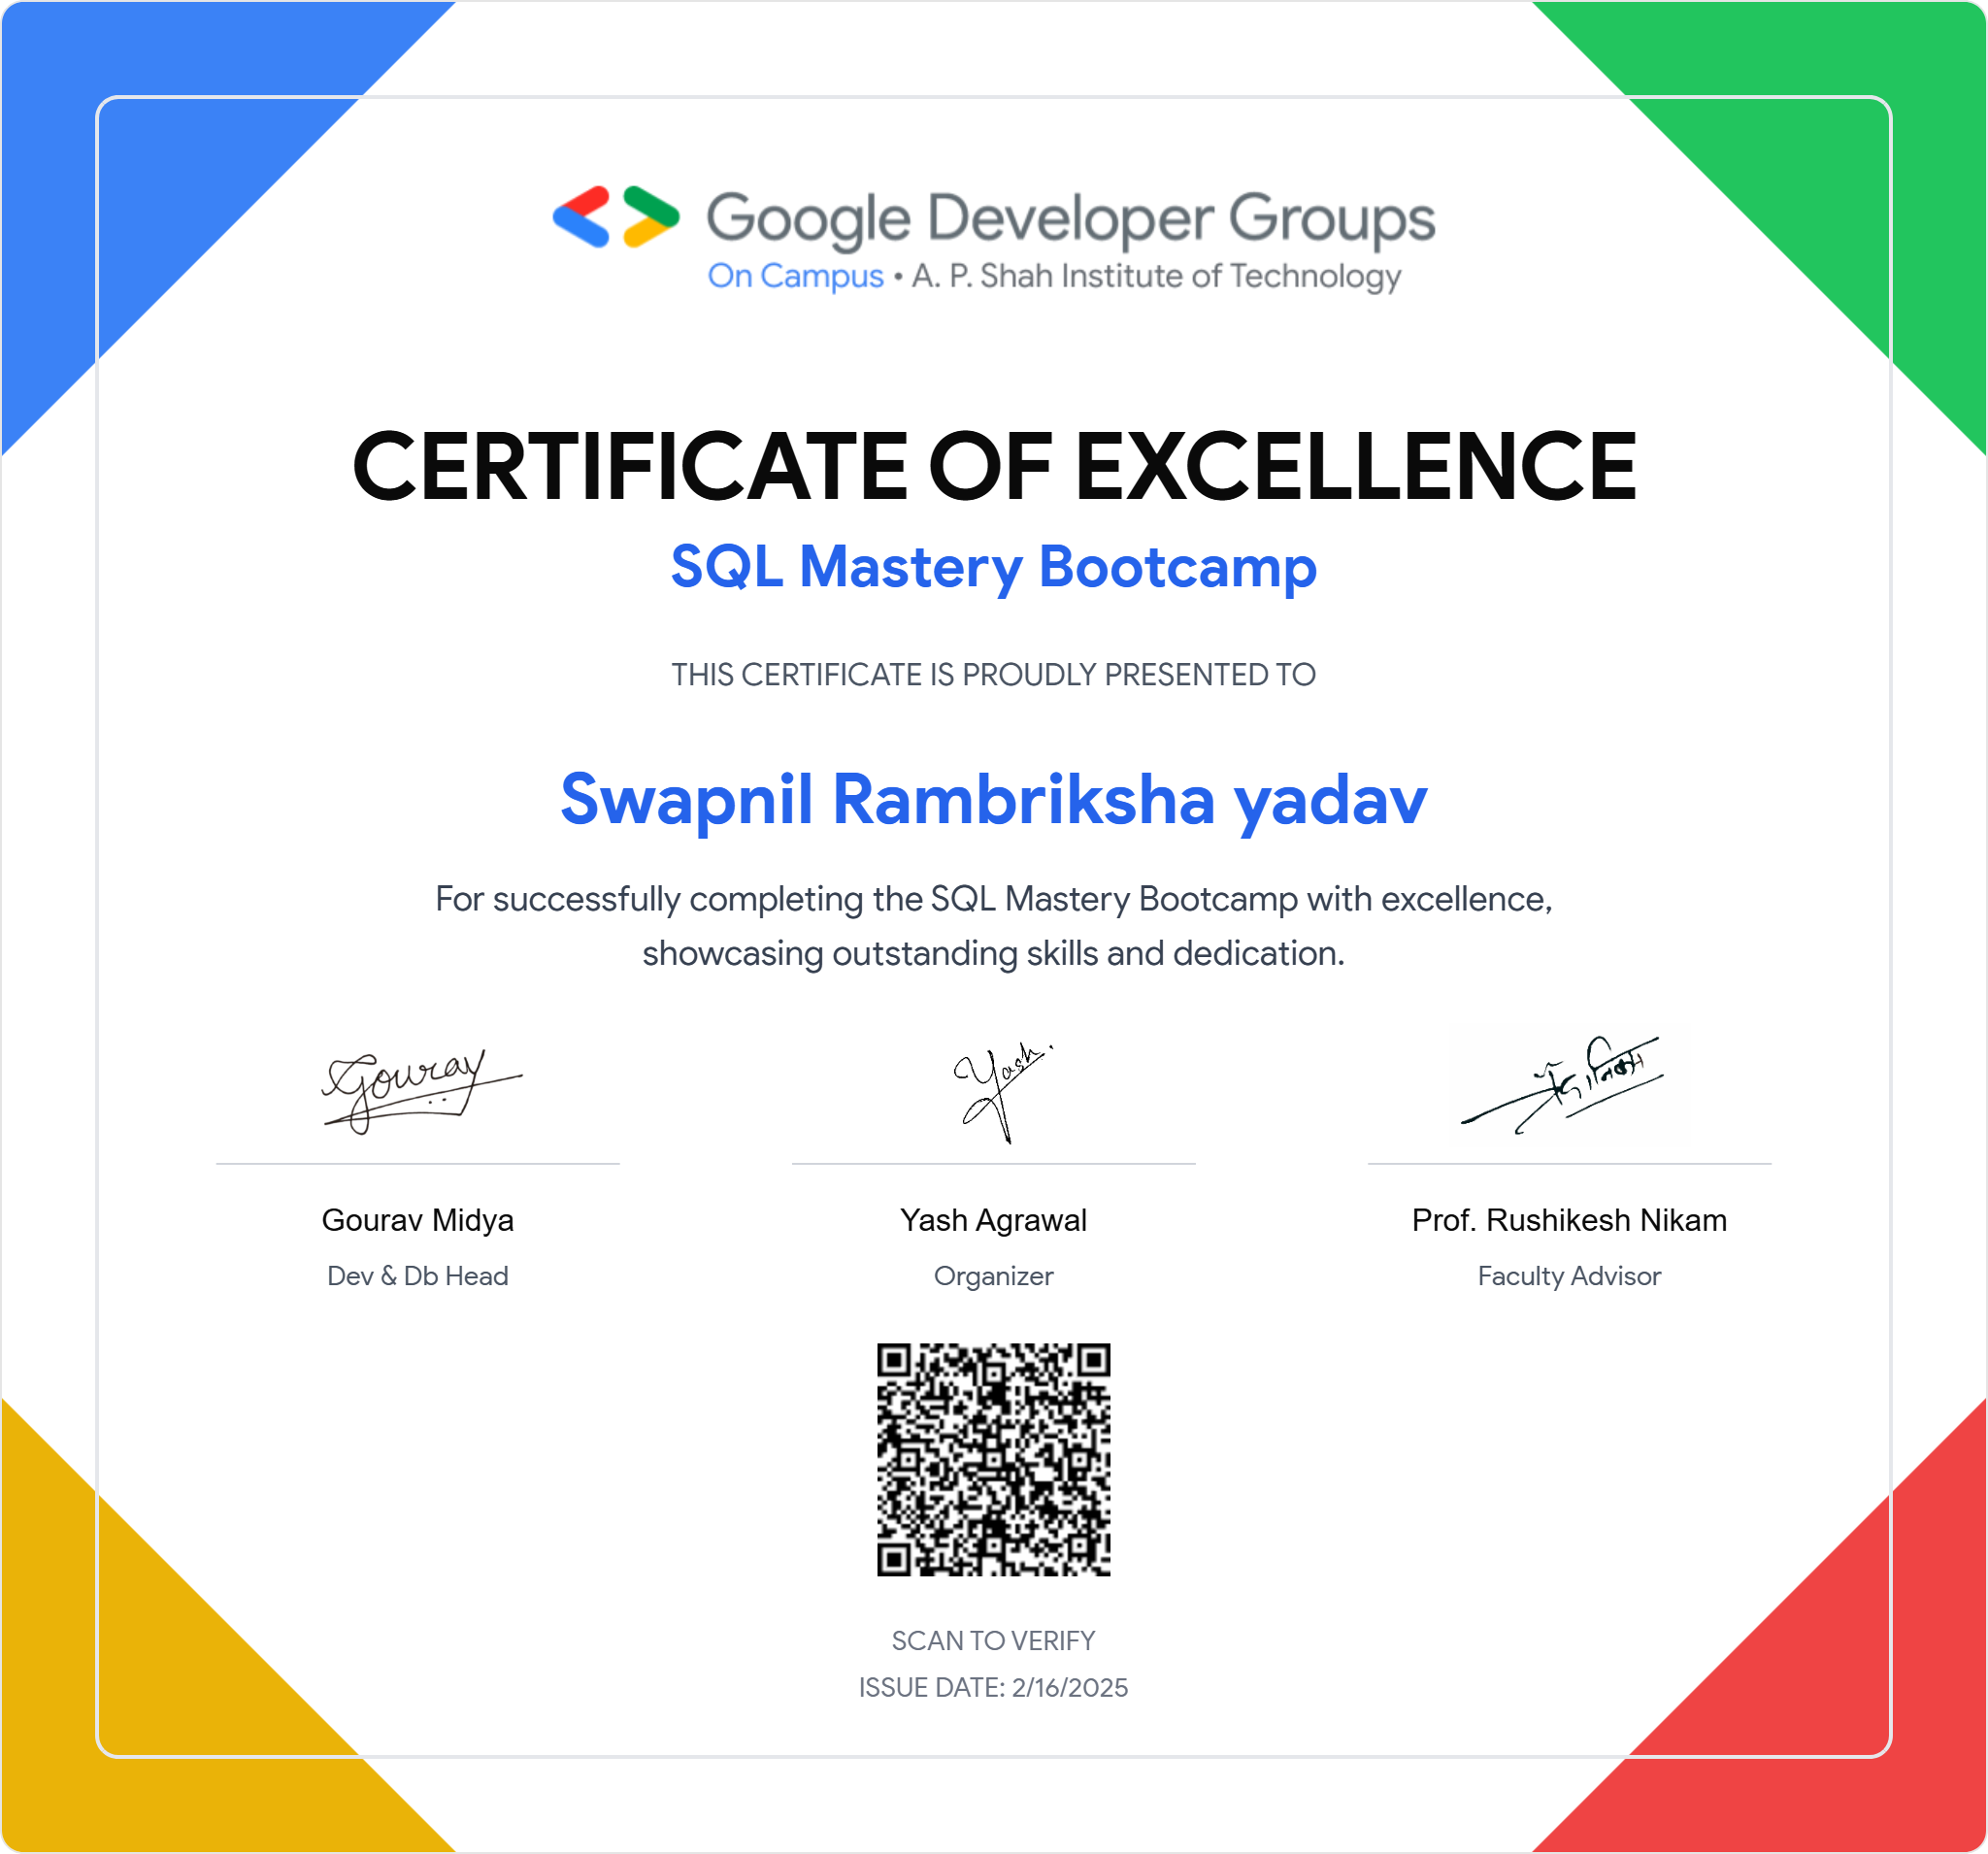 Google Developer Groups
On Campus • A. P. Shah Institute of Technology
CERTIFICATE OF EXCELLENCE
SQL Mastery Bootcamp
THIS CERTIFICATE IS PROUDLY PRESENTED TO
Swapnil Rambriksha yadav
For successfully completing the SQL Mastery Bootcamp with excellence,
showcasing outstanding skills and dedication.
Gourav
Yash.
Gourav Midya
Yash Agrawal
Prof. Rushikesh Nikam
Dev & Db Head
Organizer
Faculty Advisor
SCAN TO VERIFY
ISSUE DATE: 2/16/2025